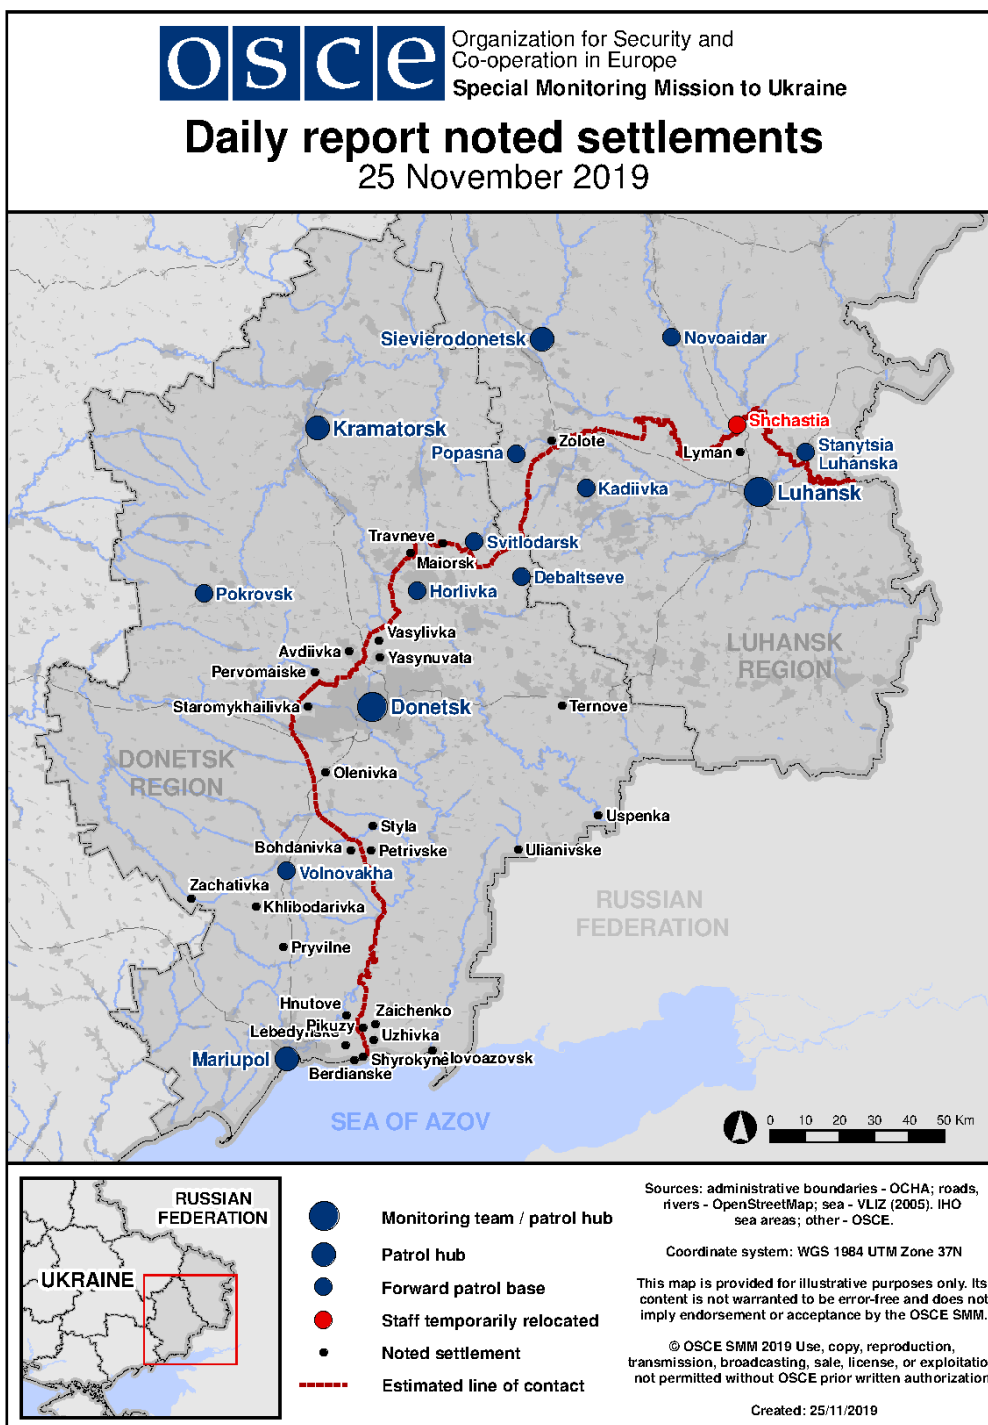 osce
Organization for Security and
Co-operation in Europe
Special Monitoring Mission to Ukraine
Daily report noted settlements
25 November 2019
Sievierodonetsk
Novoaidar
Kramatorsk
Shchastia
Zolote
Popasna
Lyman
Stanytsia
Luhanska
Kadiivka
Luhansk
Travneve
Svitlodarsk
Maiorsk
Debaltseve
Horlivka
Pokrovsk
Vasylivka
Avdiivka
Yasynuvata
LUHANSK
REGION
Pervomaiske
Staromykhailivka
Donetsk
Ternove
DONETSK
REGION
Olenivka
Uspenka
Styla
Bohdanivka
Petrivske
Ulianivske
Volnovakha
Zachativka
Khlibodarivka
RUSSIAN
FEDERATION
Pryvilne
Hnutove
Zaichenko
Pikuzy
Lebedynske
Uzhivka
Mariupol
Shyrokyne
Novoazovsk
Berdianske
SEA OF AZOV
0 10 20 30 40 50 Km
RUSSIAN
FEDERATION
UKRAINE
Monitoring team / patrol hub
Patrol hub
Forward patrol base
Staff temporarily relocated
Noted settlement
Estimated line of contact
Sources: administrative boundaries - OCHA; roads,
rivers - OpenStreetMap; sea - VLIZ (2005). IHO
sea areas; other - OSCE.
Coordinate system: WGS 1984 UTM Zone 37N
This map is provided for illustrative purposes only. Its
content is not warranted to be error-free and does not
imply endorsement or acceptance by the OSCE SMM.
© OSCE SMM 2019 Use, copy, reproduction,
transmission, broadcasting, sale, license, or exploitatio
not permitted without OSCE prior written authorization
Created: 25/11/2019